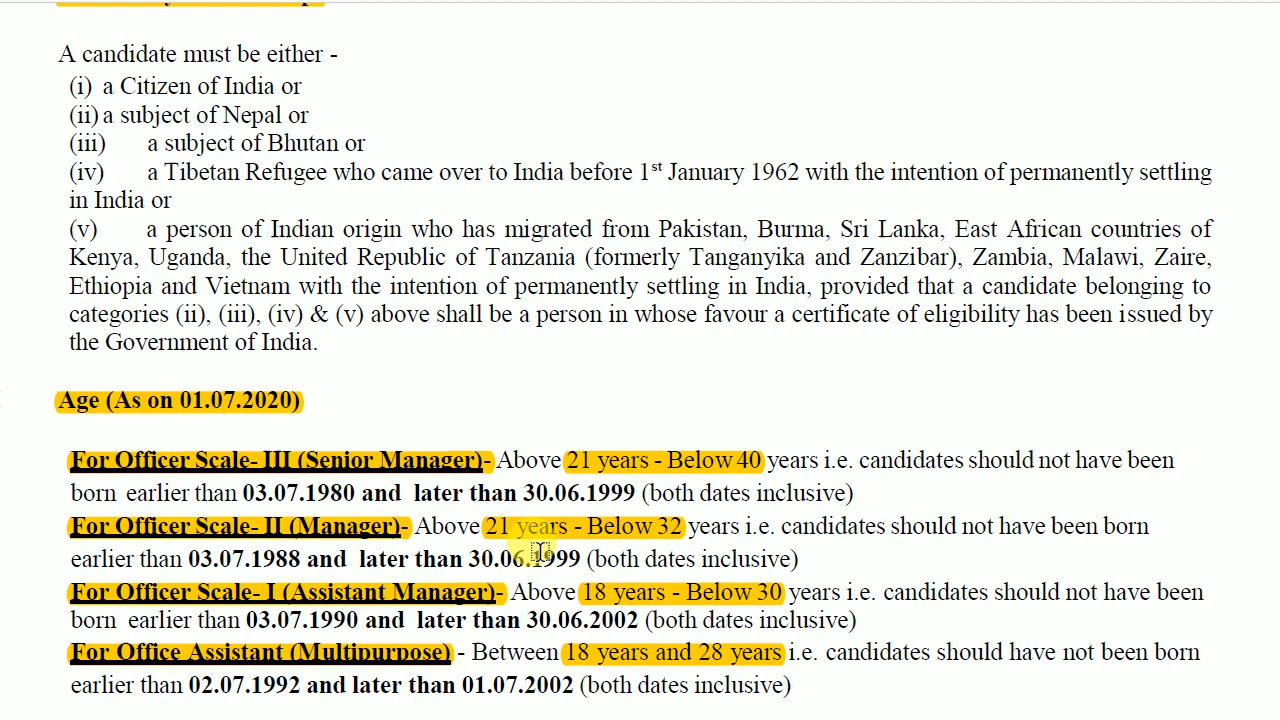 A candidate must be either -
(i) a Citizen of India or
(ii) a subject of Nepal or
(iii) a subject of Bhutan or
(iv) a Tibetan Refugee who came over to India before 1st January 1962 with the intention of permanently settling
in India or
(v) a person of Indian origin who has migrated from Pakistan, Burma, Sri Lanka, East African countries of
Kenya, Uganda, the United Republic of Tanzania (formerly Tanganyika and Zanzibar), Zambia, Malawi, Zaire,
Ethiopia and Vietnam with the intention of permanently settling in India, provided that a candidate belonging to
categories (ii), (iii), (iv) & (v) above shall be a person in whose favour a certificate of eligibility has been issued by
the Government of India.
Age (As on 01.07.2020)
For Officer Scale- III (Senior Manager)- Above 21 years - Below 40 years i.e. candidates should not have been
born earlier than 03.07.1980 and later than 30.06.1999 (both dates inclusive)
For Officer Scale- II (Manager)- Above 21 years - Below 32 years i.e. candidates should not have been born
earlier than 03.07.1988 and later than 30.06.1999 (both dates inclusive)
For Officer Scale- I (Assistant Manager)- Above 18 years - Below 30 years i.e. candidates should not have been
born earlier than 03.07.1990 and later than 30.06.2002 (both dates inclusive)
For Office Assistant (Multipurpose) - Between 18 years and 28 years i.e. candidates should have not been born
earlier than 02.07.1992 and later than 01.07.2002 (both dates inclusive)